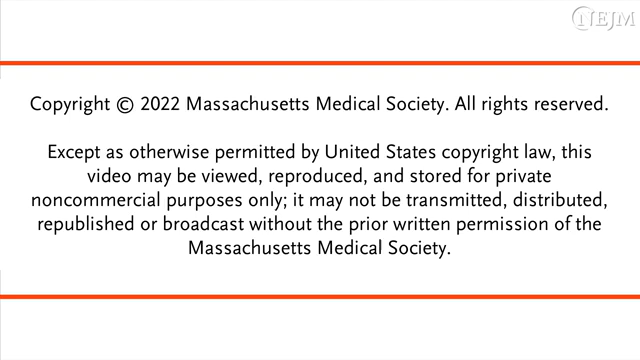 NEJM
Copyright © 2022 Massachusetts Medical Society. All rights reserved.
Except as otherwise permitted by United States copyright law, this
video may be viewed, reproduced, and stored for private
noncommercial purposes only; it may not be transmitted, distributed,
republished or broadcast without the prior written permission of the
Massachusetts Medical Society.